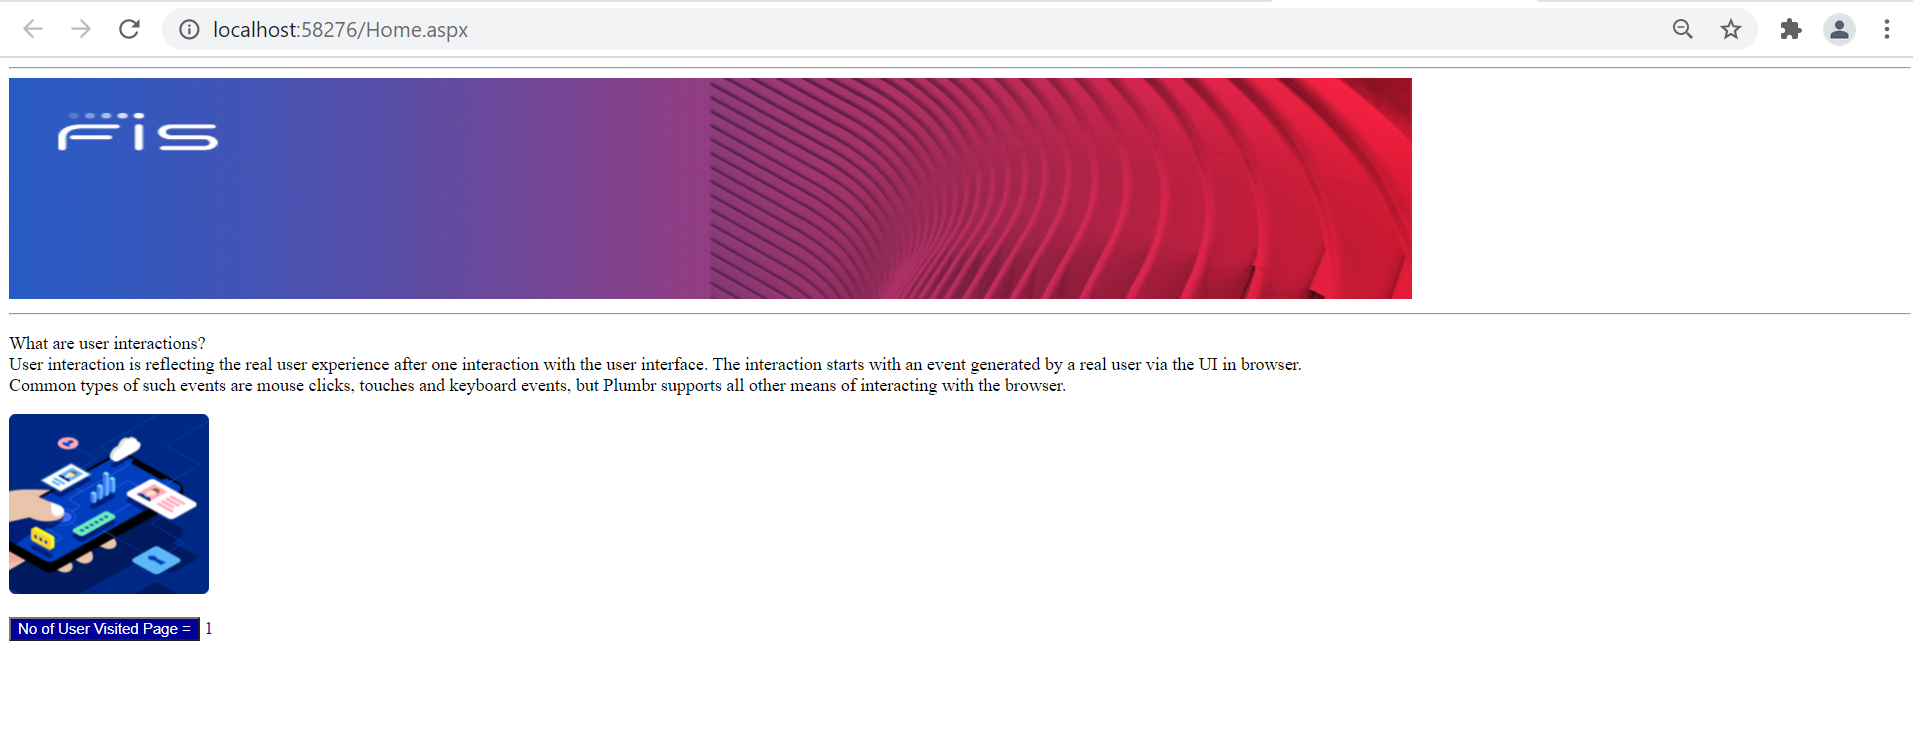 localhost:58276/Home.aspx
FIS
What are user interactions?
User interaction is reflecting the real user experience after one interaction with the user interface. The interaction starts with an event generated by a real user via the UI in browser.
Common types of such events are mouse clicks, touches and keyboard events, but Plumbr supports all other means of interacting with the browser.
No of User Visited Page = 1